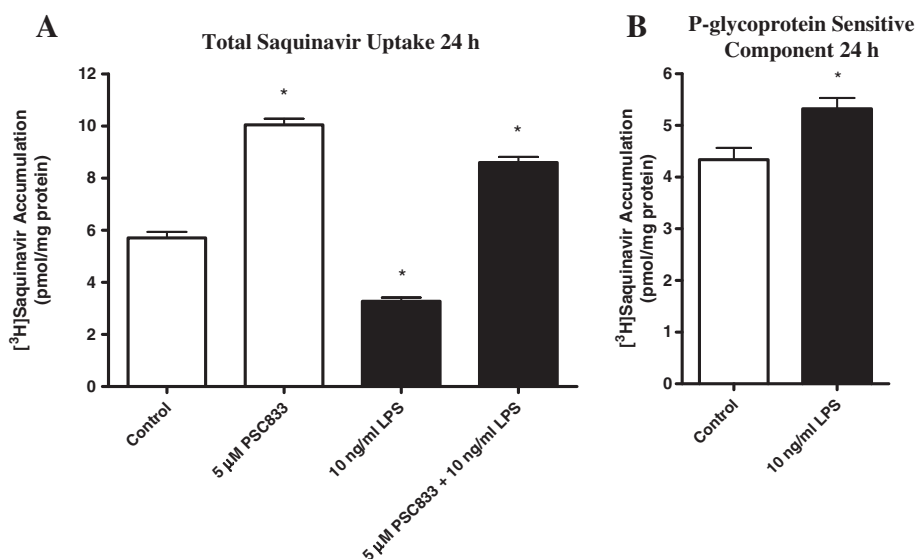 A
Total Saquinavir Uptake 24 h
[³H]Saquinavir Accumulation
(pmol/mg protein)
12
10
8
6
4
2
0
*
*
*
Control
5 µM PSC833
10 ng/ml LPS
5 µM PSC833 + 10 ng/ml LPS
B
P-glycoprotein Sensitive
Component 24 h
[³H]Saquinavir Accumulation
(pmol/mg protein)
6
5
4
3
2
1
0
*
Control
10 ng/ml LPS